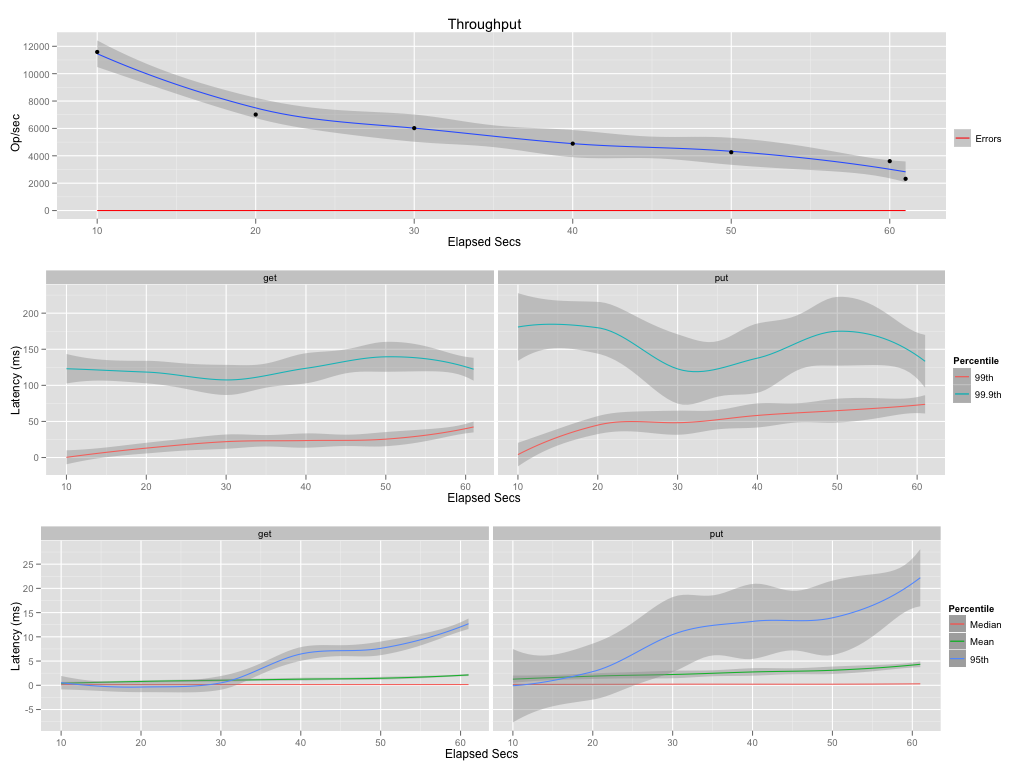 Throughput
Op/sec
12000
10000
8000
6000
4000
2000
0
10 20 30 40 50 60
Elapsed Secs
Errors
get put
Latency (ms)
200
150
100
50
0
10 20 30 40 50 60 10 20 30 40 50 60
Elapsed Secs
Percentile
99th
99.9th
get put
Latency (ms)
25
20
15
10
5
0
-5
10 20 30 40 50 60 10 20 30 40 50 60
Elapsed Secs
Percentile
Median
Mean
95th